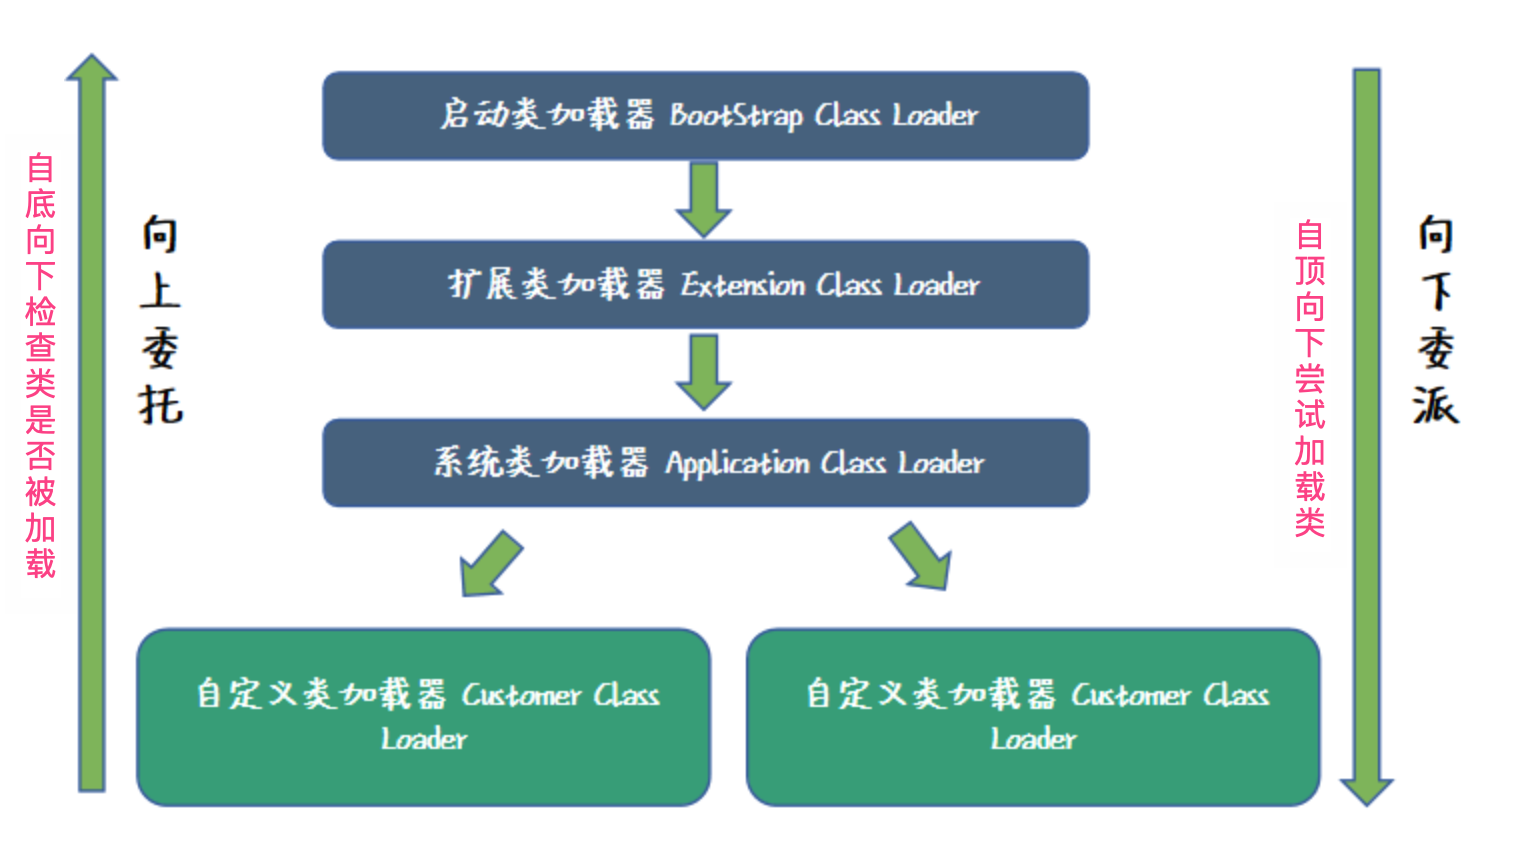 自底向下检查类是否被加载
向上委托
启动类加载器 BootStrap Class Loader
扩展类加载器 Extension Class Loader
系统类加载器 Application Class Loader
自定义类加载器 Customer Class
Loader
自定义类加载器 Customer Class
Loader
自顶向下尝试加载类
向下委派